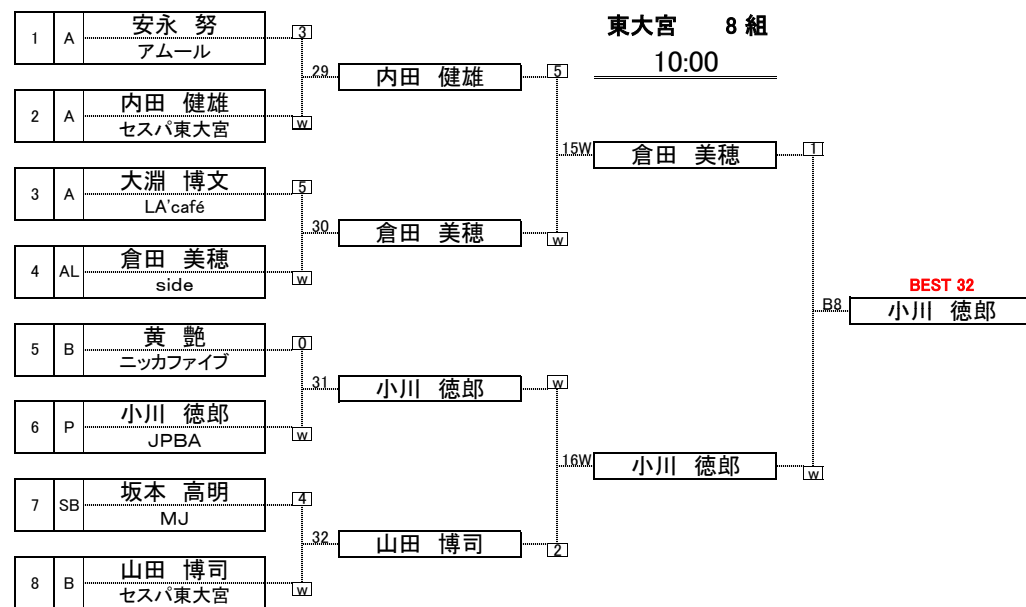 東大宮 8 組
10:00
1 A 安永 努 3
アムール
29 内田 健雄 5
2 A 内田 健雄 w
セスパ東大宮
15W 倉田 美穂 1
3 A 大淵 博文 5
LA'café
30 倉田 美穂 w
4 AL 倉田 美穂 w
side
BEST 32
B8 小川 徳郎
5 B 黄 艶 0
ニッカファイブ
31 小川 徳郎 w
6 P 小川 徳郎 w
JPBA
16W 小川 徳郎 w
7 SB 坂本 高明 4
MJ
32 山田 博司 2
8 B 山田 博司 w
セスパ東大宮